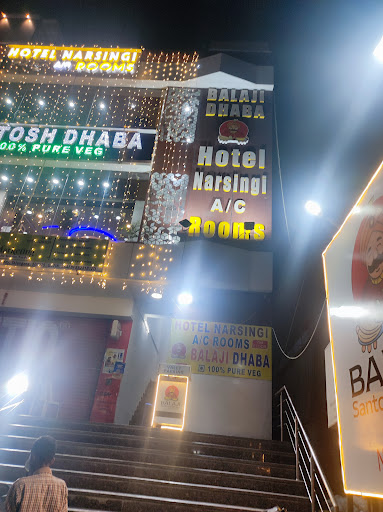 HOTEL NARSINGI
A/C ROOMS
TOSH DHABA
100% PURE VEG
BALAJI
DHABA
Hotel
Narsingi
A/C
Rooms
HOTEL NARSINGI
A/C ROOMS
BALAJI DHABA
100% PURE VEG
BA
Santo